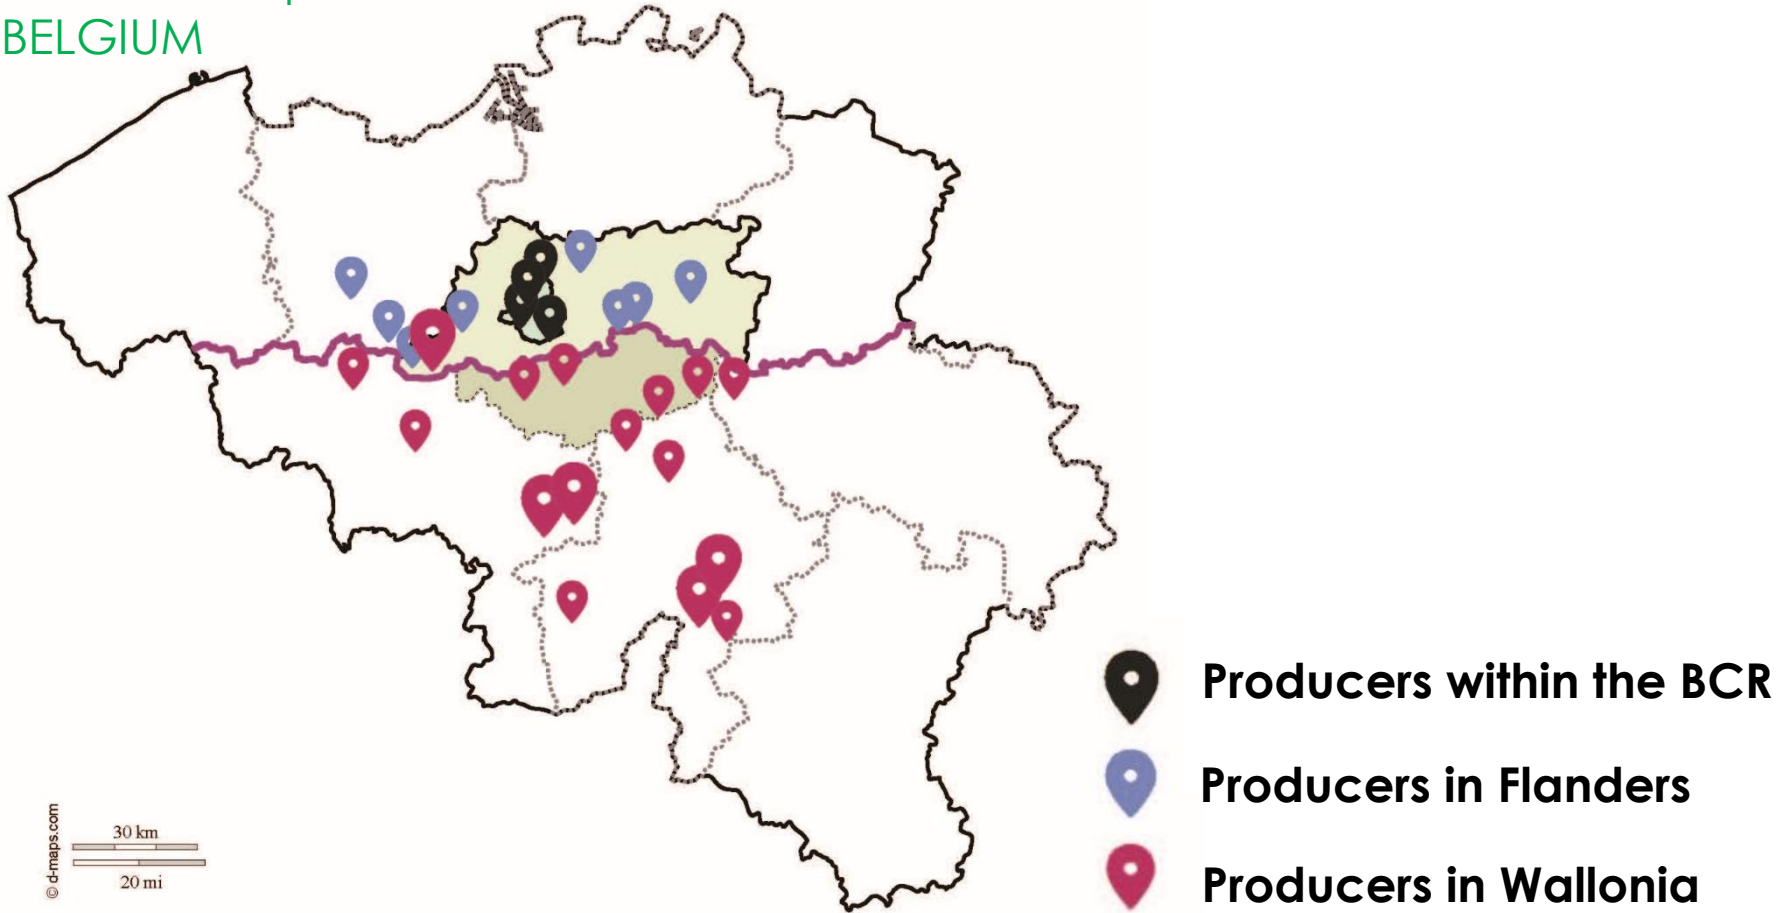 BELGIUM
Producers within the BCR
Producers in Flanders
Producers in Wallonia
30 km
20 mi
© d-maps.com